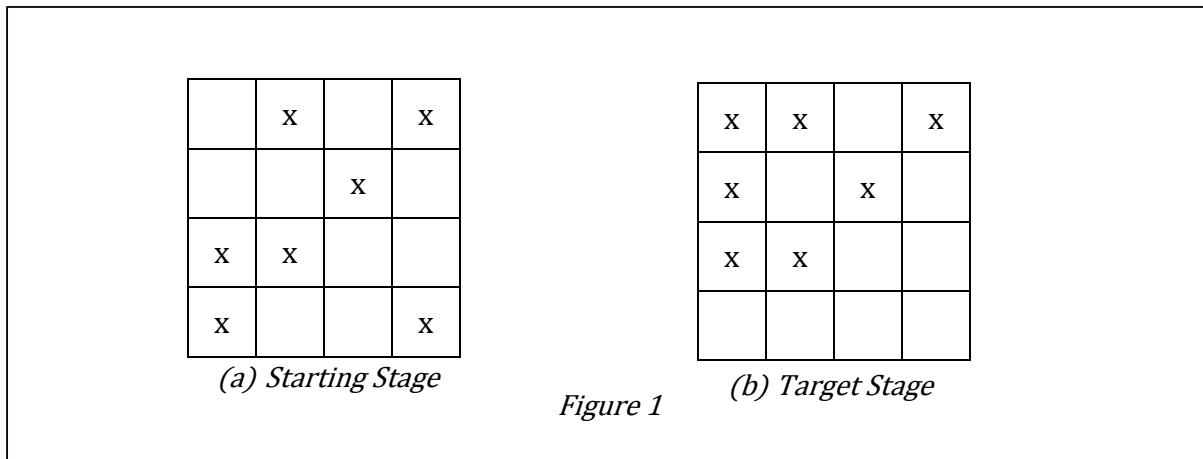 x x
x
x x
x x
(a) Starting Stage
x x x
x x
x x
(b) Target Stage
Figure 1